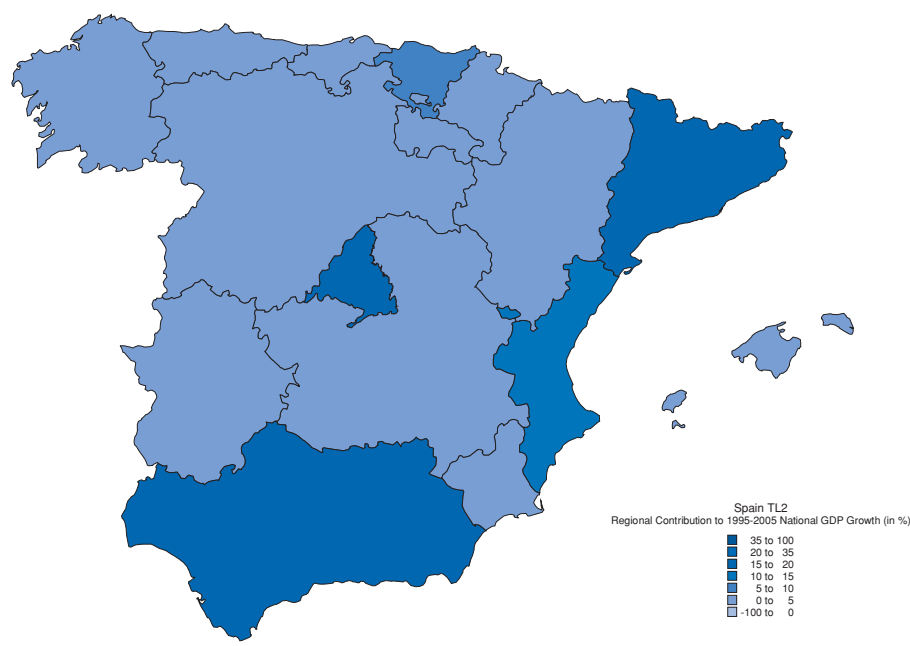 Spain TL2
Regional Contribution to 1995-2005 National GDP Growth (in %)
35 to 100
20 to 35
15 to 20
10 to 15
5 to 10
0 to 5
-100 to 0